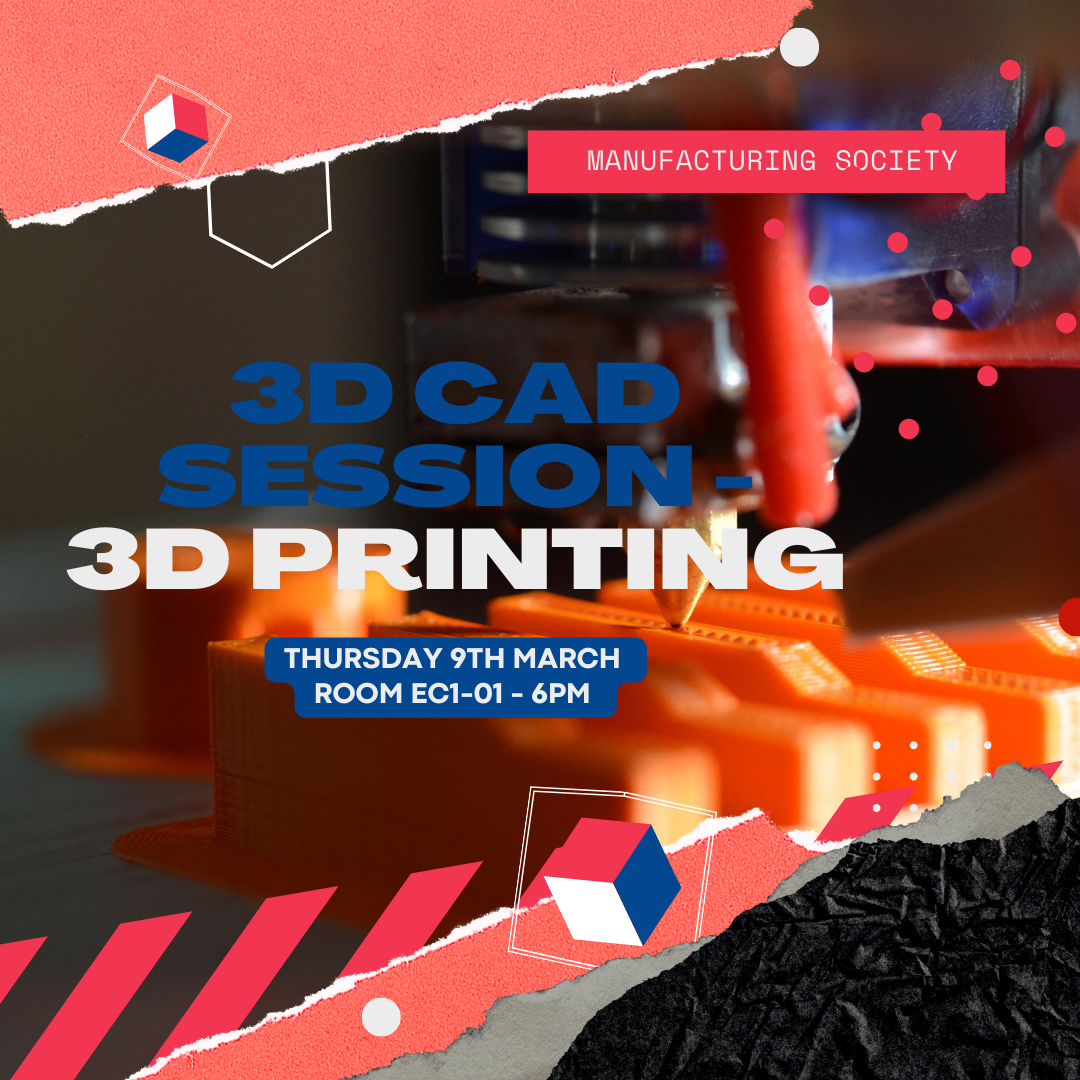 MANUFACTURING SOCIETY
3D CAD
SESSION -
3D PRINTING
THURSDAY 9TH MARCH
ROOM EC1-01 - 6PM